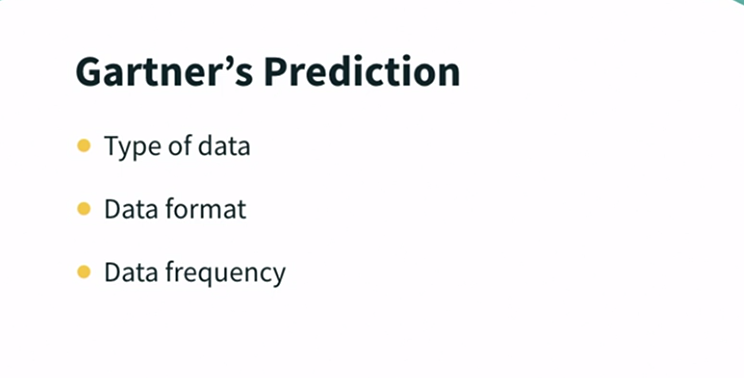 Gartner’s Prediction
Type of data
Data format
Data frequency